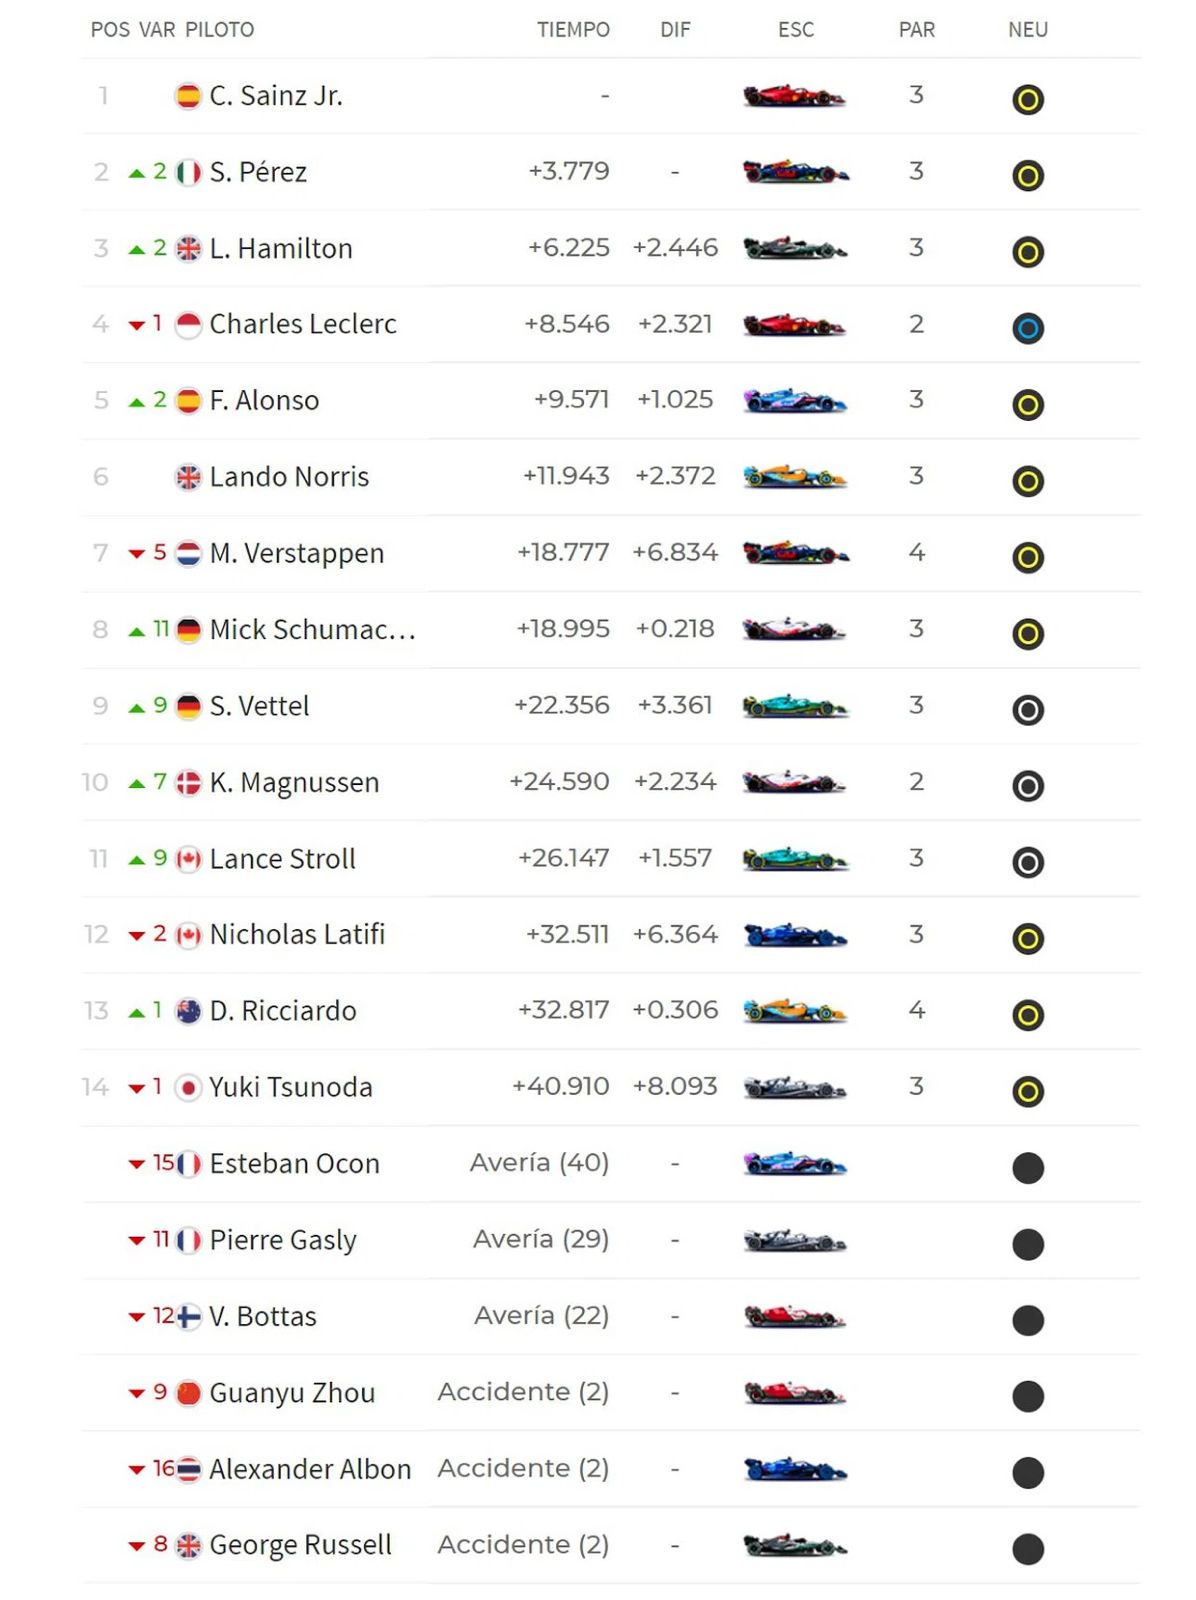 POS VAR PILOTO TIEMPO DIF ESC PAR NEU
1 C. Sainz Jr. - 3
2 2 S. Pérez +3.779 - 3
3 2 L. Hamilton +6.225 +2.446 3
4 1 Charles Leclerc +8.546 +2.321 2
5 2 F. Alonso +9.571 +1.025 3
6 Lando Norris +11.943 +2.372 3
7 5 M. Verstappen +18.777 +6.834 4
8 11 Mick Schumac... +18.995 +0.218 3
9 9 S. Vettel +22.356 +3.361 3
10 7 K. Magnussen +24.590 +2.234 2
11 9 Lance Stroll +26.147 +1.557 3
12 2 Nicholas Latifi +32.511 +6.364 3
13 1 D. Ricciardo +32.817 +0.306 4
14 1 Yuki Tsunoda +40.910 +8.093 3
15 Esteban Ocon Avería (40) -
11 Pierre Gasly Avería (29) -
12 V. Bottas Avería (22) -
9 Guanyu Zhou Accidente (2) -
16 Alexander Albon Accidente (2) -
8 George Russell Accidente (2) -